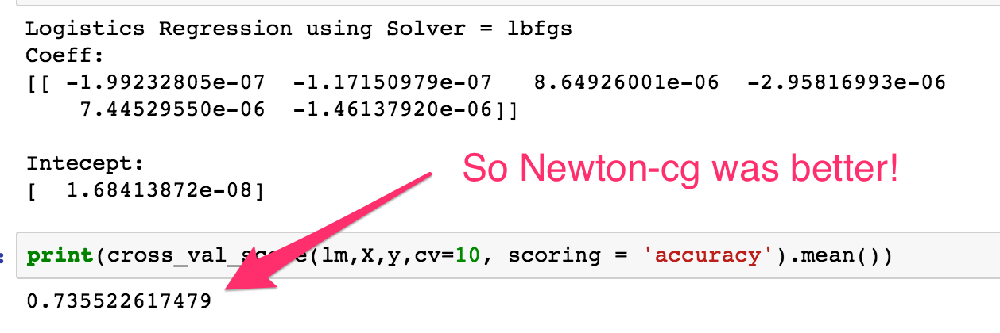 Logistics Regression using Solver = lbfgs
Coeff:
[[ -1.99232805e-07 -1.17150979e-07 8.64926001e-06 -2.95816993e-06
7.44529550e-06 -1.46137920e-06]]
Intecept:
[ 1.68413872e-08]
So Newton-cg was better!
: print(cross_val_score(lm,X,y,cv=10, scoring = 'accuracy').mean())
0.735522617479